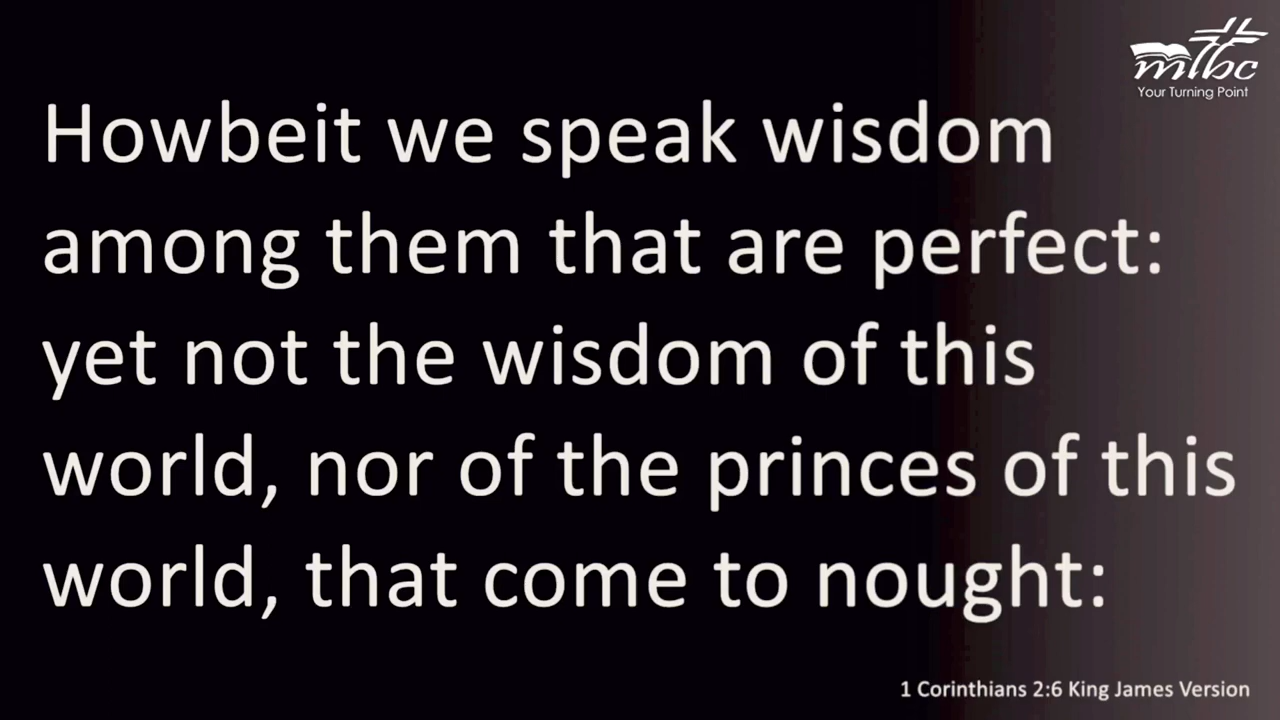 mtbc
Your Turning Point
Howbeit we speak wisdom
among them that are perfect:
yet not the wisdom of this
world, nor of the princes of this
world, that come to nought:
1 Corinthians 2:6 King James Version